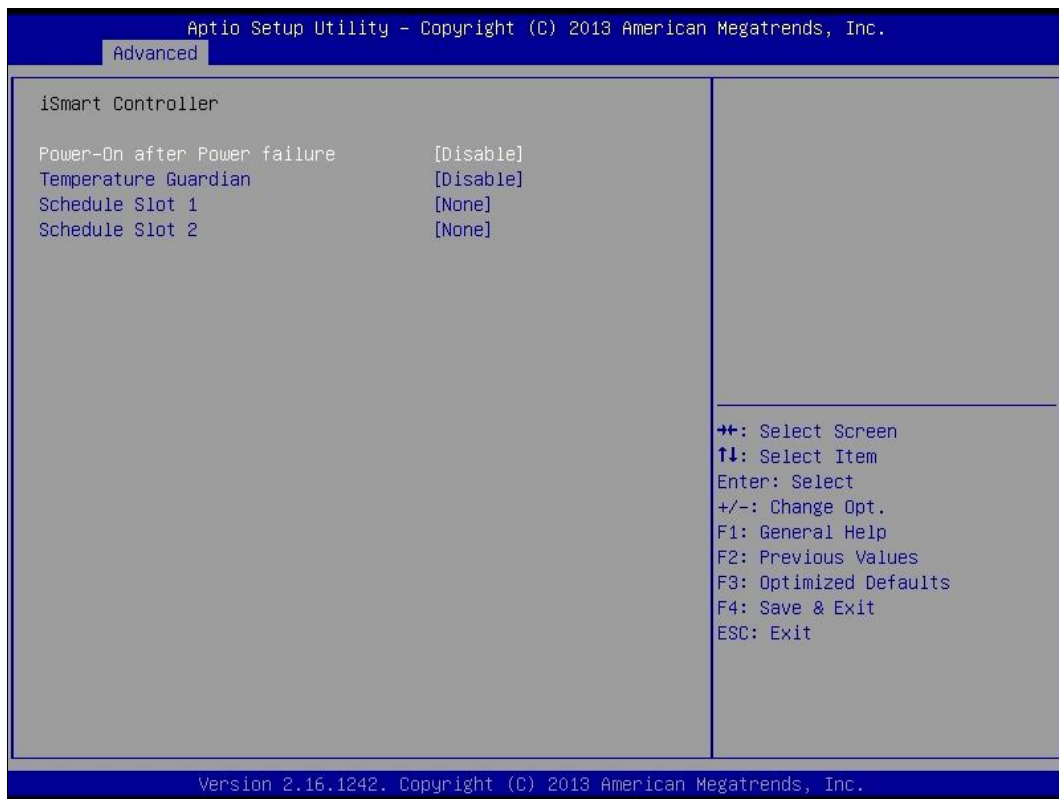 Aptio Setup Utility – Copyright (C) 2013 American Megatrends, Inc.
Advanced
iSmart Controller
Power-On after Power failure [Disable]
Temperature Guardian [Disable]
Schedule Slot 1 [None]
Schedule Slot 2 [None]
→←: Select Screen
↑↓: Select Item
Enter: Select
+/-: Change Opt.
F1: General Help
F2: Previous Values
F3: Optimized Defaults
F4: Save & Exit
ESC: Exit
Version 2.16.1242. Copyright (C) 2013 American Megatrends, Inc.